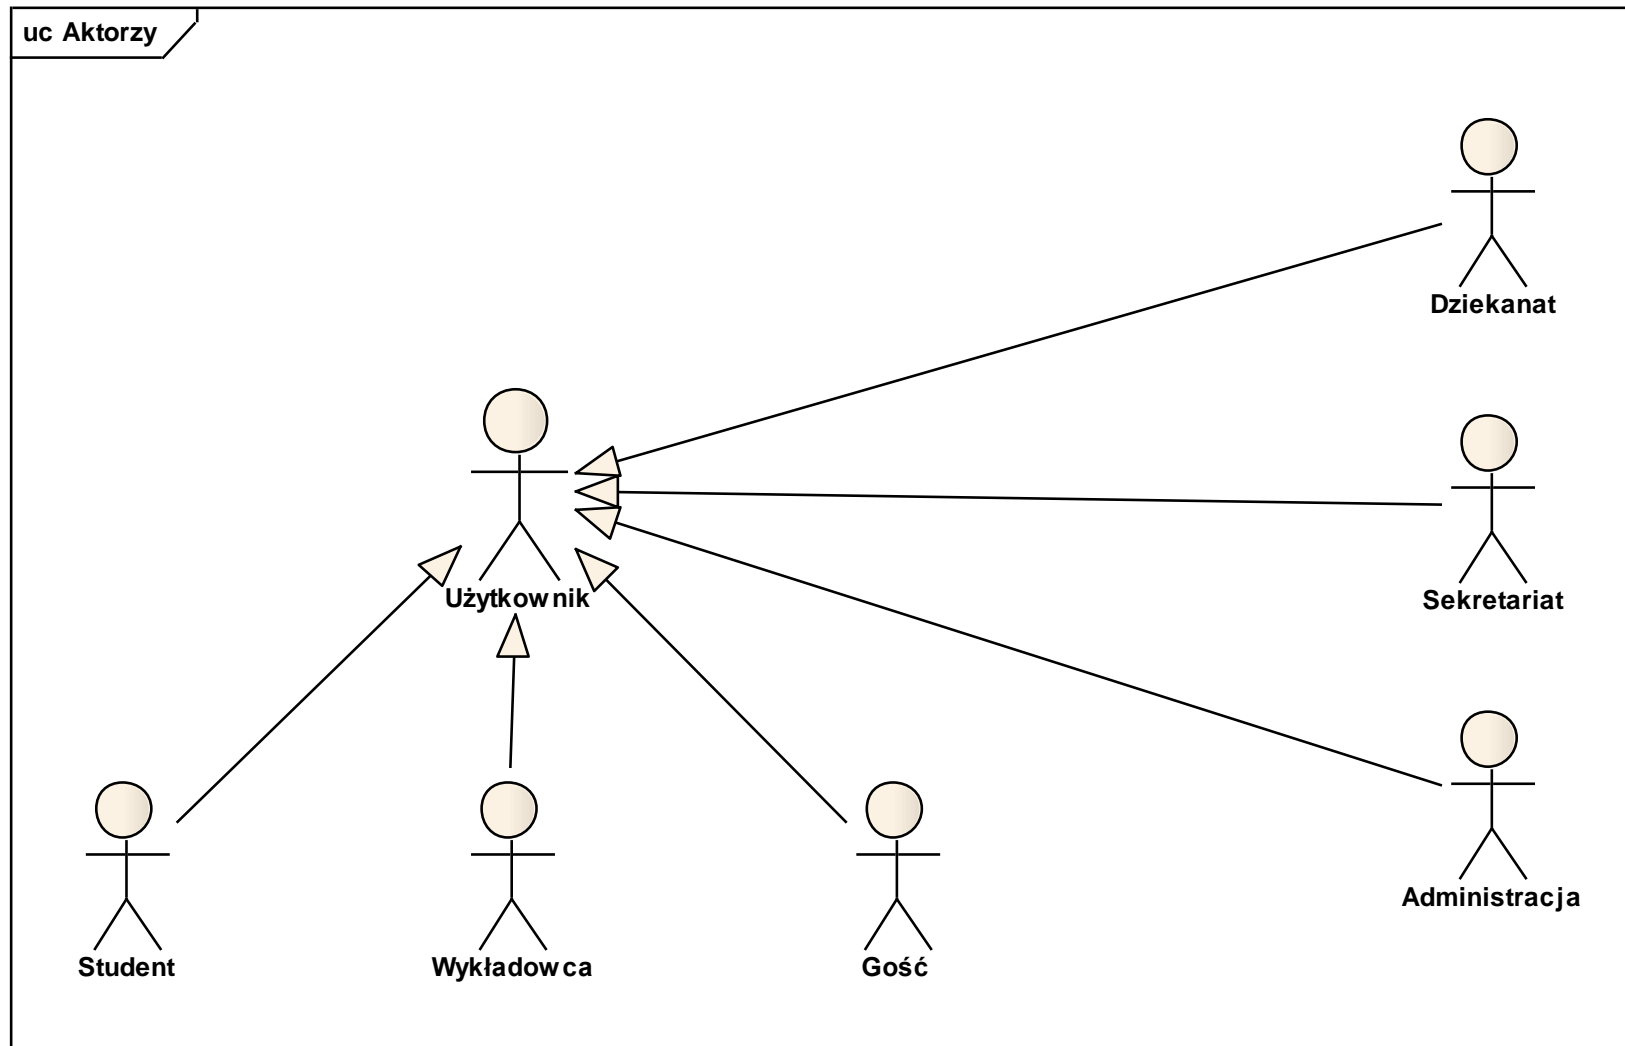 uc Aktorzy
Dziekanat
Użytkownik
Sekretariat
Administracja
Student
Wykładowca
Gość